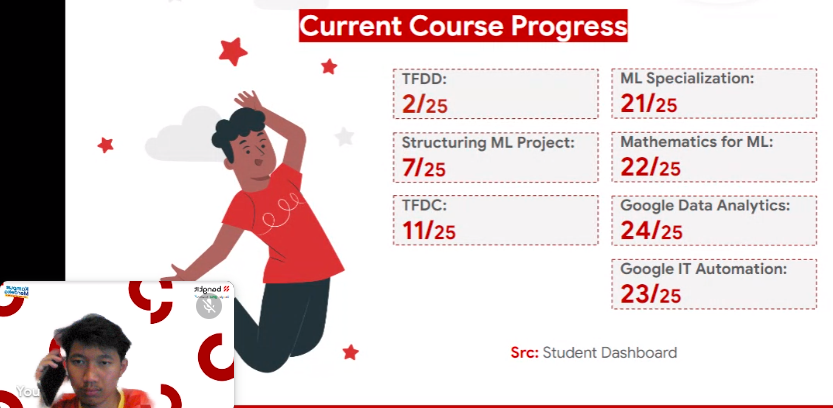 Current Course Progress
TFDD:
2/25
Structuring ML Project:
7/25
TFDC:
11/25
ML Specialization:
21/25
Mathematics for ML:
22/25
Google Data Analytics:
24/25
Google IT Automation:
23/25
Src: Student Dashboard
You